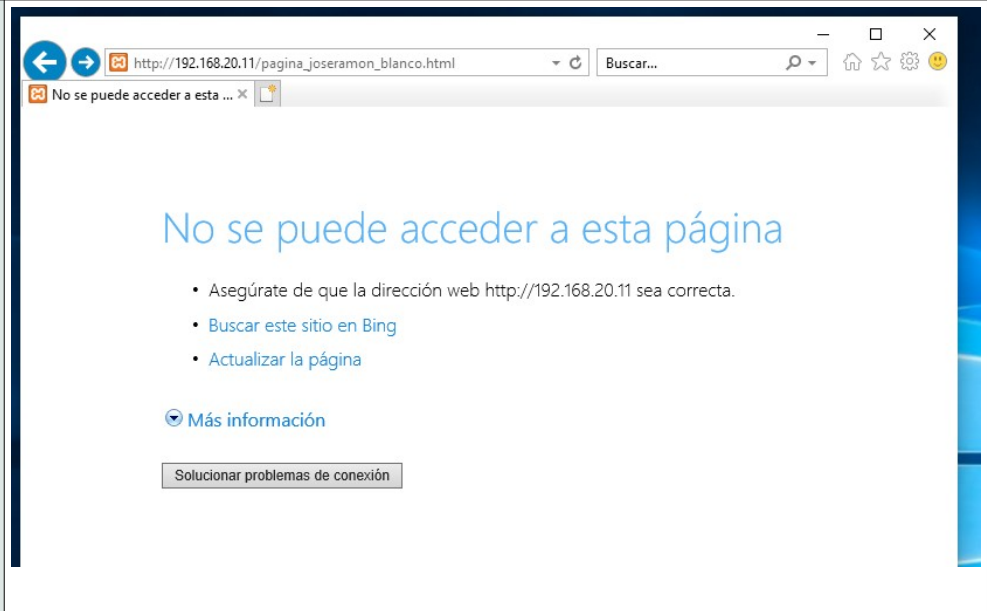 http://192.168.20.11/pagina_joseramon_blanco.html
Buscar...
No se puede acceder a esta ...
No se puede acceder a esta página
• Asegúrate de que la dirección web http://192.168.20.11 sea correcta.
• Buscar este sitio en Bing
• Actualizar la página
Más información
Solucionar problemas de conexión